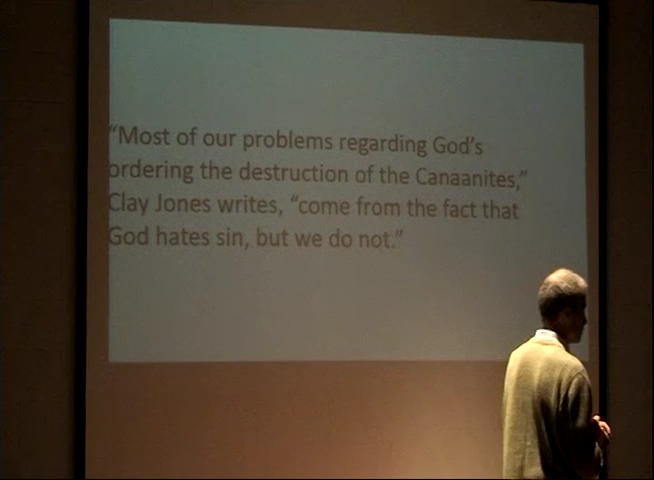 “Most of our problems regarding God’s
ordering the destruction of the Canaanites,”
Clay Jones writes, “come from the fact that
God hates sin, but we do not.”